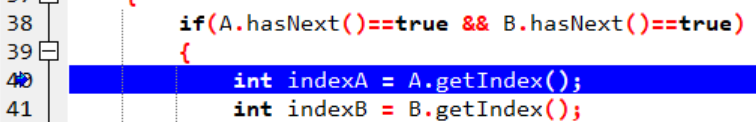 38 if(A.hasNext()==true && B.hasNext()==true)
39 {
40 int indexA = A.getIndex();
41 int indexB = B.getIndex();